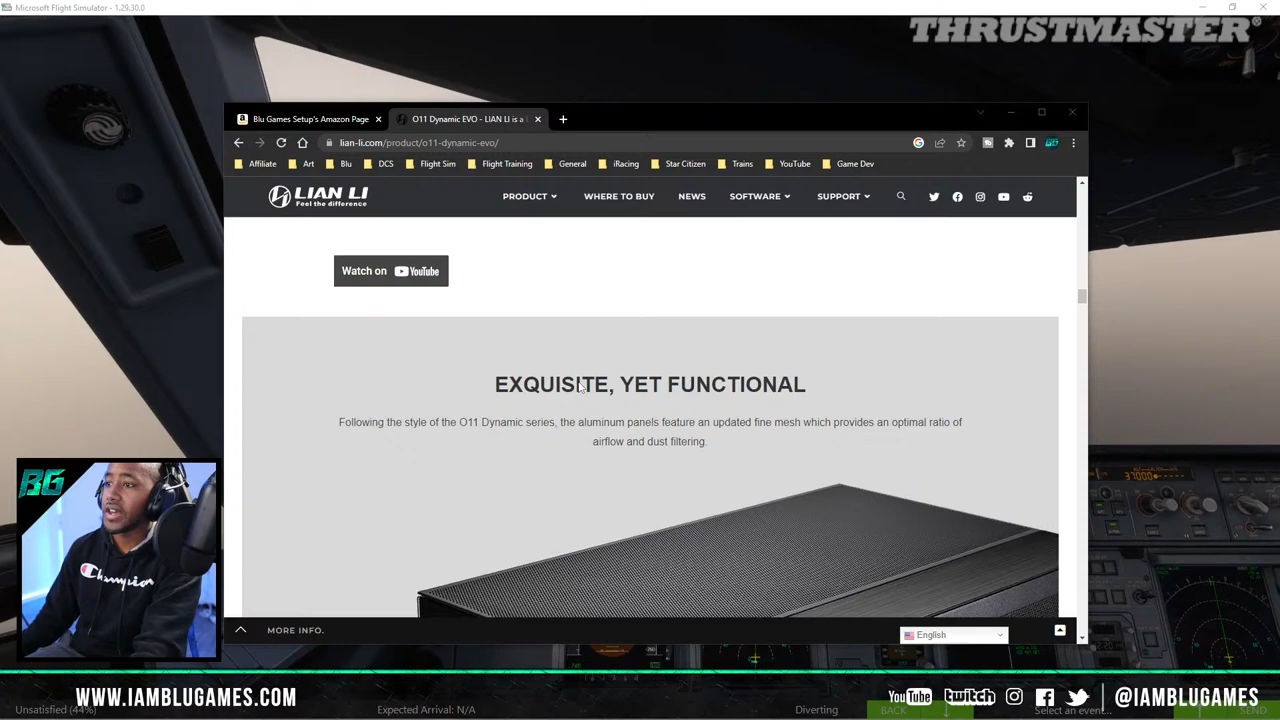 Microsoft Flight Simulator - 1.29.30.0
THRUSTMASTER
Blu Games Setup's Amazon Page
O11 Dynamic EVO - LIAN LI is a
lian-li.com/product/o11-dynamic-evo/
Affiliate Art Blu DCS Flight Sim Flight Training General iRacing Star Citizen Trains YouTube Game Dev
LIAN LI
Feel the difference
PRODUCT WHERE TO BUY NEWS SOFTWARE SUPPORT
Watch on YouTube
EXQUISITE, YET FUNCTIONAL
Following the style of the O11 Dynamic series, the aluminum panels feature an updated fine mesh which provides an optimal ratio of
airflow and dust filtering.
BG
Champion
37000
MORE INFO.
English
WWW.IAMBLUGAMES.COM
YouTube twitch @IAMBLUGAMES
Unsatisfied (44%) Expected Arrival: N/A Diverting BACK Select an event... SEND